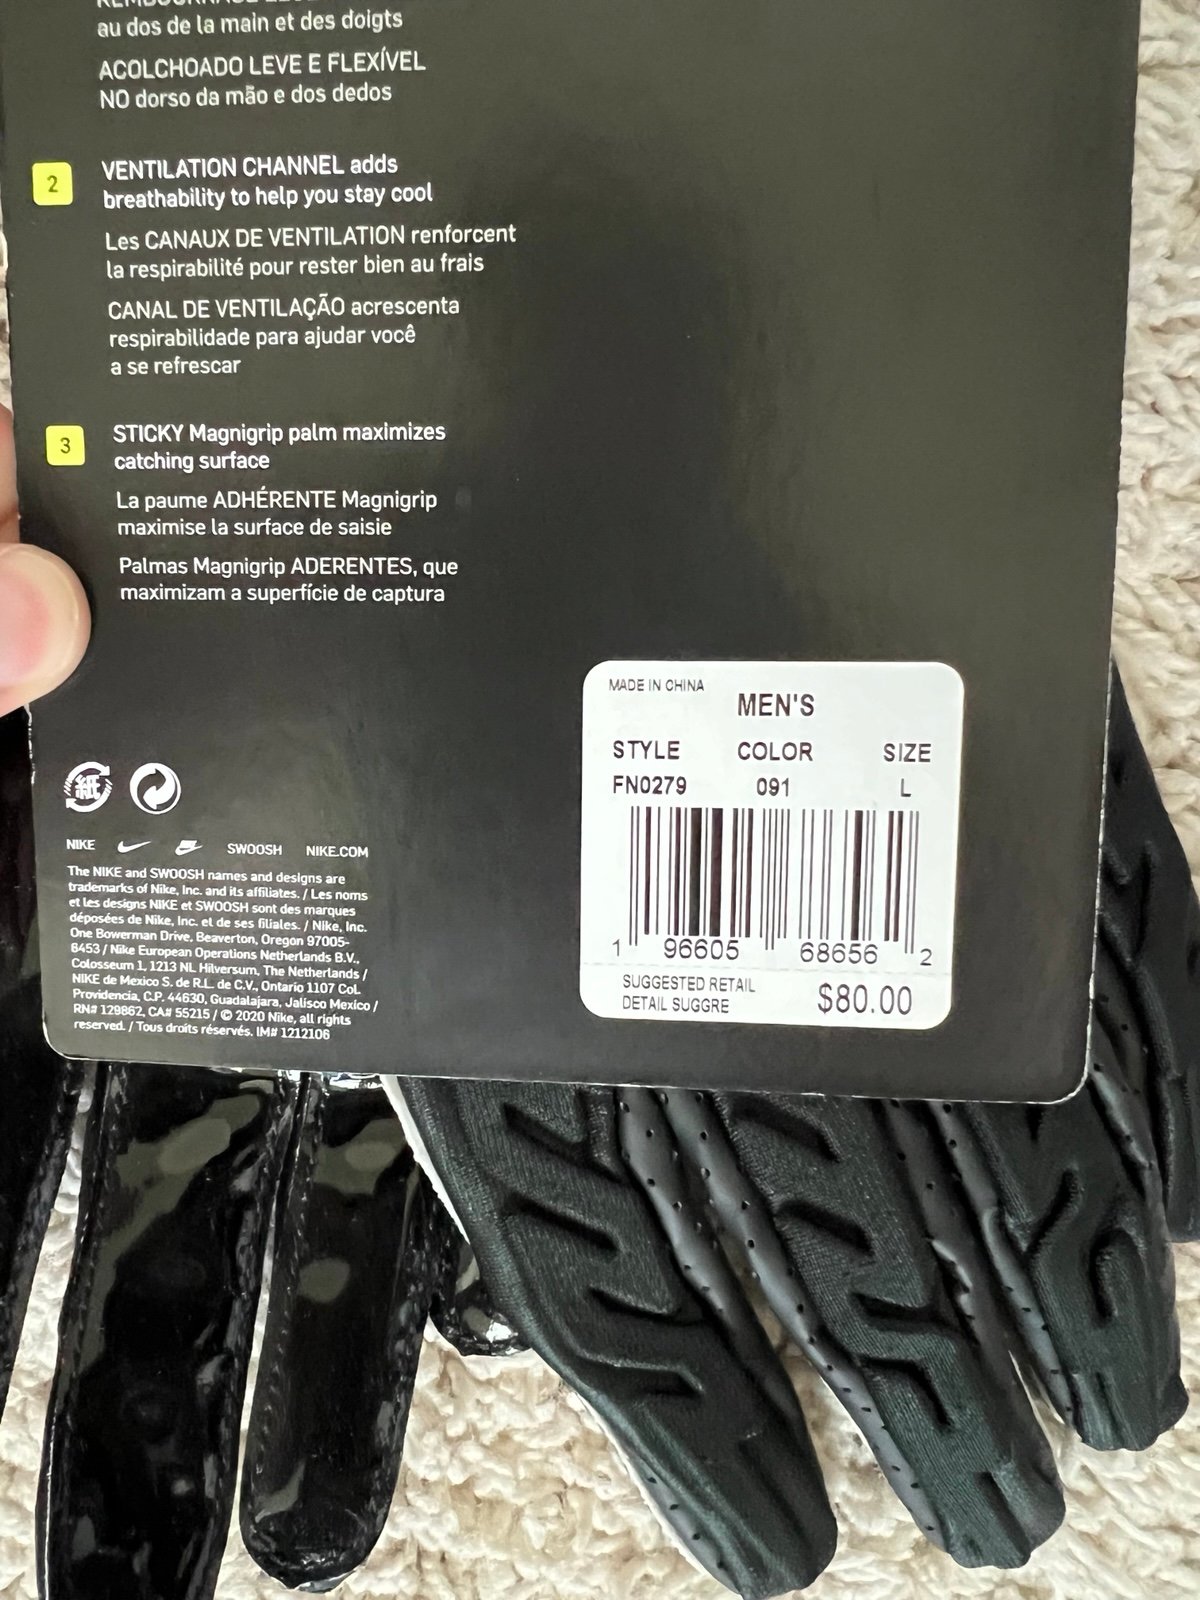 REMBOURRAGE
au dos de la main et des doigts
ACOLCHOADO LEVE E FLEXÍVEL
NO dorso da mão e dos dedos
2
VENTILATION CHANNEL adds
breathability to help you stay cool
Les CANAUX DE VENTILATION renforcent
la respirabilité pour rester bien au frais
CANAL DE VENTILAÇÃO acrescenta
respirabilidade para ajudar você
a se refrescar
3
STICKY Magnigrip palm maximizes
catching surface
La paume ADHÉRENTE Magnigrip
maximise la surface de saisie
Palmas Magnigrip ADERENTES, que
maximizam a superfície de captura
MADE IN CHINA
MEN'S
STYLE COLOR SIZE
FN0279 091 L
1 96605 68656 2
SUGGESTED RETAIL
DETAIL SUGGRE
$80.00
紙
NIKE SWOOSH NIKE.COM
The NIKE and SWOOSH names and designs are
trademarks of Nike, Inc. and its affiliates. / Les noms
et les designs NIKE et SWOOSH sont des marques
déposées de Nike, Inc. et de ses filiales. / Nike, Inc.
One Bowerman Drive, Beaverton, Oregon 97005-
6453 / Nike European Operations Netherlands B.V.,
Colosseum 1, 1213 NL Hilversum, The Netherlands /
NIKE de Mexico S. de R.L. de C.V., Ontario 1107 Col.
Providencia, C.P. 44630, Guadalajara, Jalisco Mexico /
RN# 129862, CA# 55215 / © 2020 Nike, all rights
reserved. / Tous droits réservés. IM# 1212106